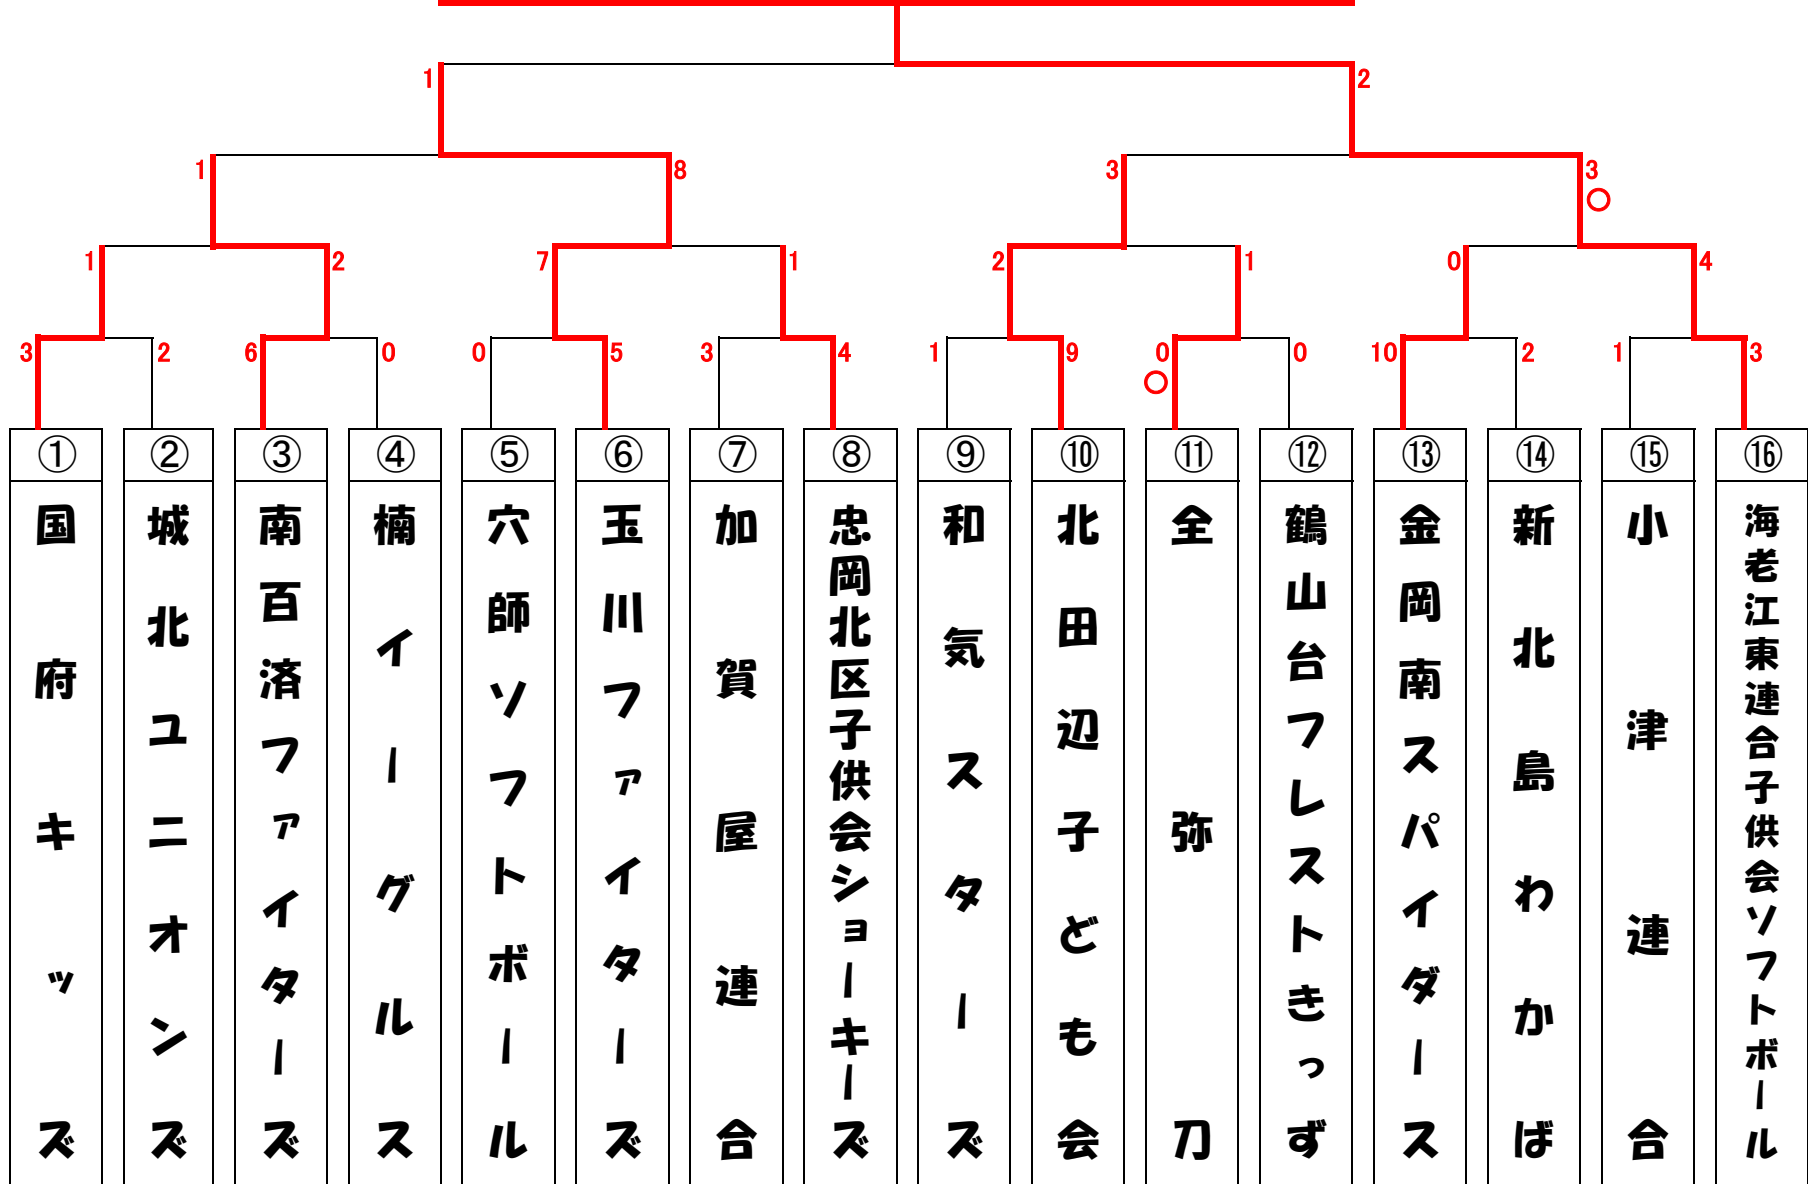 1 2
1 8 3 3
○
1 2 7 1 2 1 0 4
3 2 6 0 0 5 3 4 1 9 0 0 10 2 1 3
○
① ② ③ ④ ⑤ ⑥ ⑦ ⑧ ⑨ ⑩ ⑪ ⑫ ⑬ ⑭ ⑮ ⑯
国府キッズ
城北ユニオンズ
南百済ファイターズ
楠イーグルス
穴師ソフトボール
玉川ファイターズ
加賀屋連合
忠岡北区子供会ショーキーズ
和気スターズ
北田辺子ども会
全弥刀
鶴山台フレストきっず
金岡南スパイダース
新北島わかば
小津連合
海老江東連合子供会ソフトボール